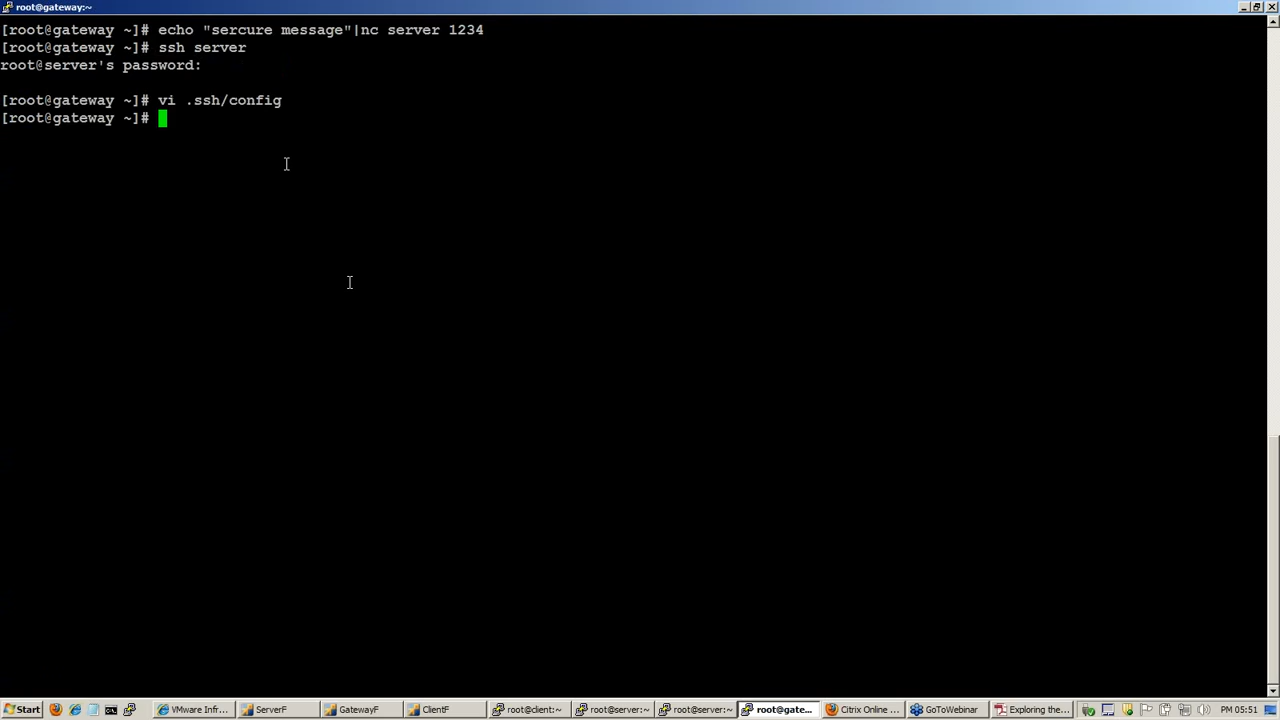 root@gateway:~
[root@gateway ~]# echo "sercure message"|nc server 1234
[root@gateway ~]# ssh server
root@server's password:
[root@gateway ~]# vi .ssh/config
[root@gateway ~]#
Start VMware Infr... ServerF GatewayF ClientF root@client:~ root@server:~ root@server:~ root@gate... Citrix Online ... GoToWebinar Exploring the... PM 05:51